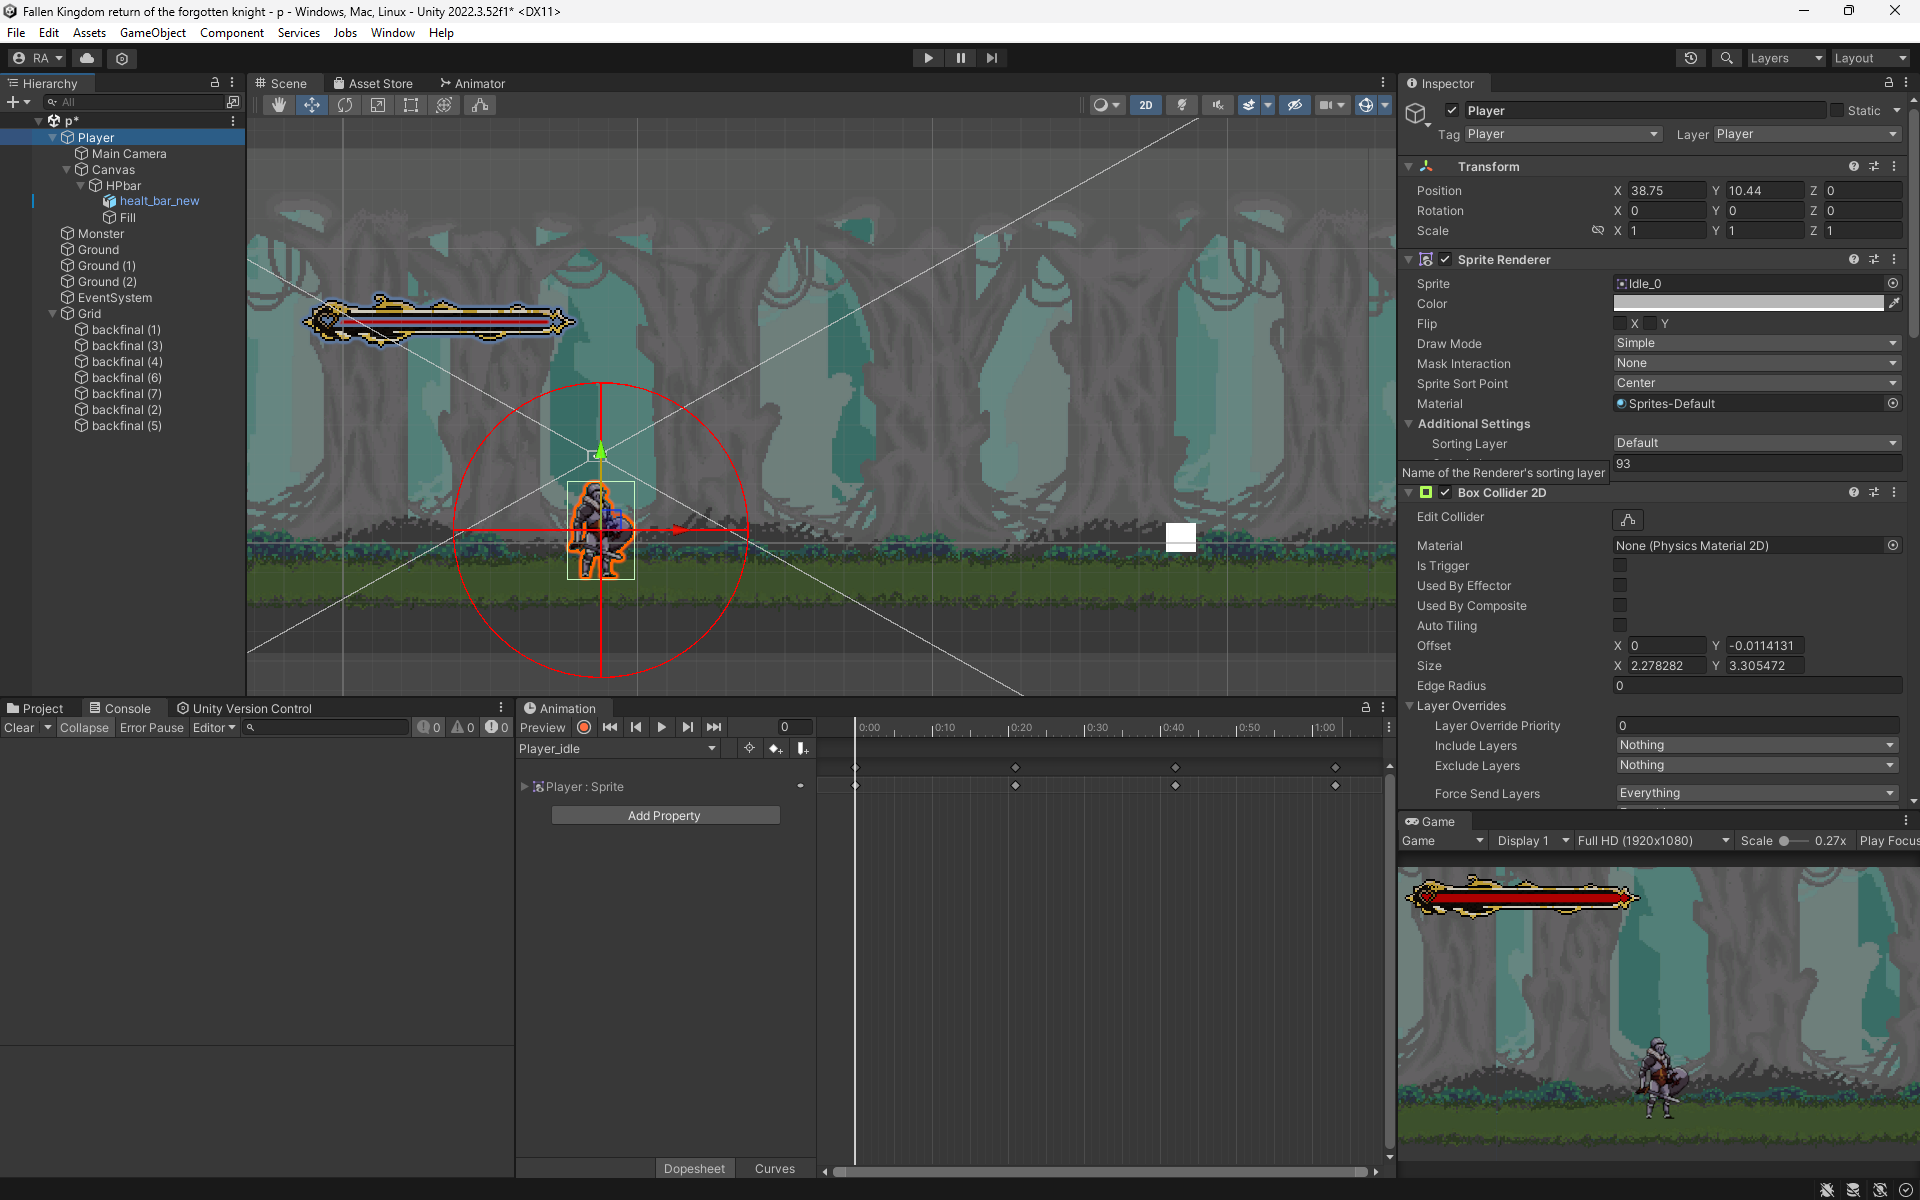 Fallen Kingdom return of the forgotten knight - p - Windows, Mac, Linux - Unity 2022.3.52f1* <DX11>
File Edit Assets GameObject Component Services Jobs Window Help
RA Layers Layout
Hierarchy
All
p*
Player
Main Camera
Canvas
HPbar
healt_bar_new
Fill
Monster
Ground
Ground (1)
Ground (2)
EventSystem
Grid
backfinal (1)
backfinal (3)
backfinal (4)
backfinal (6)
backfinal (7)
backfinal (2)
backfinal (5)
Scene Asset Store Animator
2D
Inspector
Player Static
Tag Player Layer Player
Transform
Position X 38.75 Y 10.44 Z 0
Rotation X 0 Y 0 Z 0
Scale X 1 Y 1 Z 1
Sprite Renderer
Sprite Idle_0
Color
Flip X Y
Draw Mode Simple
Mask Interaction None
Sprite Sort Point Center
Material Sprites-Default
Additional Settings
Sorting Layer Default
93
Name of the Renderer's sorting layer
Box Collider 2D
Edit Collider
Material None (Physics Material 2D)
Is Trigger
Used By Effector
Used By Composite
Auto Tiling
Offset X 0 Y -0.0114131
Size X 2.278282 Y 3.305472
Edge Radius 0
Layer Overrides
Layer Override Priority 0
Include Layers Nothing
Exclude Layers Nothing
Force Send Layers Everything
Project Console Unity Version Control
Clear Collapse Error Pause Editor 0 0 0
Animation
Preview 0
0:00 0:10 0:20 0:30 0:40 0:50 1:00
Player_idle
Player : Sprite
Add Property
Dopesheet Curves
Game
Game Display 1 Full HD (1920x1080) Scale 0.27x Play Focus